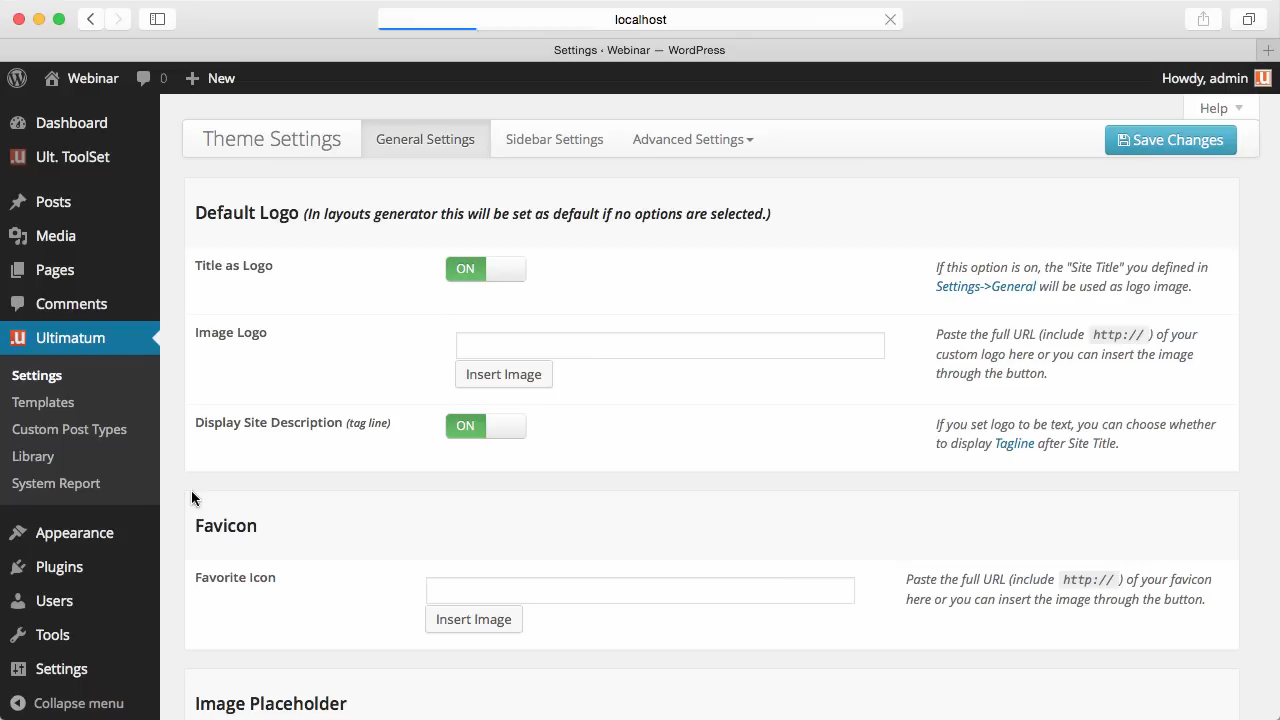 localhost
Settings ‹ Webinar — WordPress
Webinar 0 New Howdy, admin
Help
Dashboard
Ult. ToolSet
Posts
Media
Pages
Comments
Ultimatum
Settings
Templates
Custom Post Types
Library
System Report
Appearance
Plugins
Users
Tools
Settings
Collapse menu
Theme Settings General Settings Sidebar Settings Advanced Settings Save Changes
Default Logo (In layouts generator this will be set as default if no options are selected.)
Title as Logo ON
If this option is on, the "Site Title" you defined in
Settings->General will be used as logo image.
Image Logo
Insert Image
Paste the full URL (include http:// ) of your
custom logo here or you can insert the image
through the button.
Display Site Description (tag line) ON
If you set logo to be text, you can choose whether
to display Tagline after Site Title.
Favicon
Favorite Icon
Insert Image
Paste the full URL (include http:// ) of your favicon
here or you can insert the image through the button.
Image Placeholder